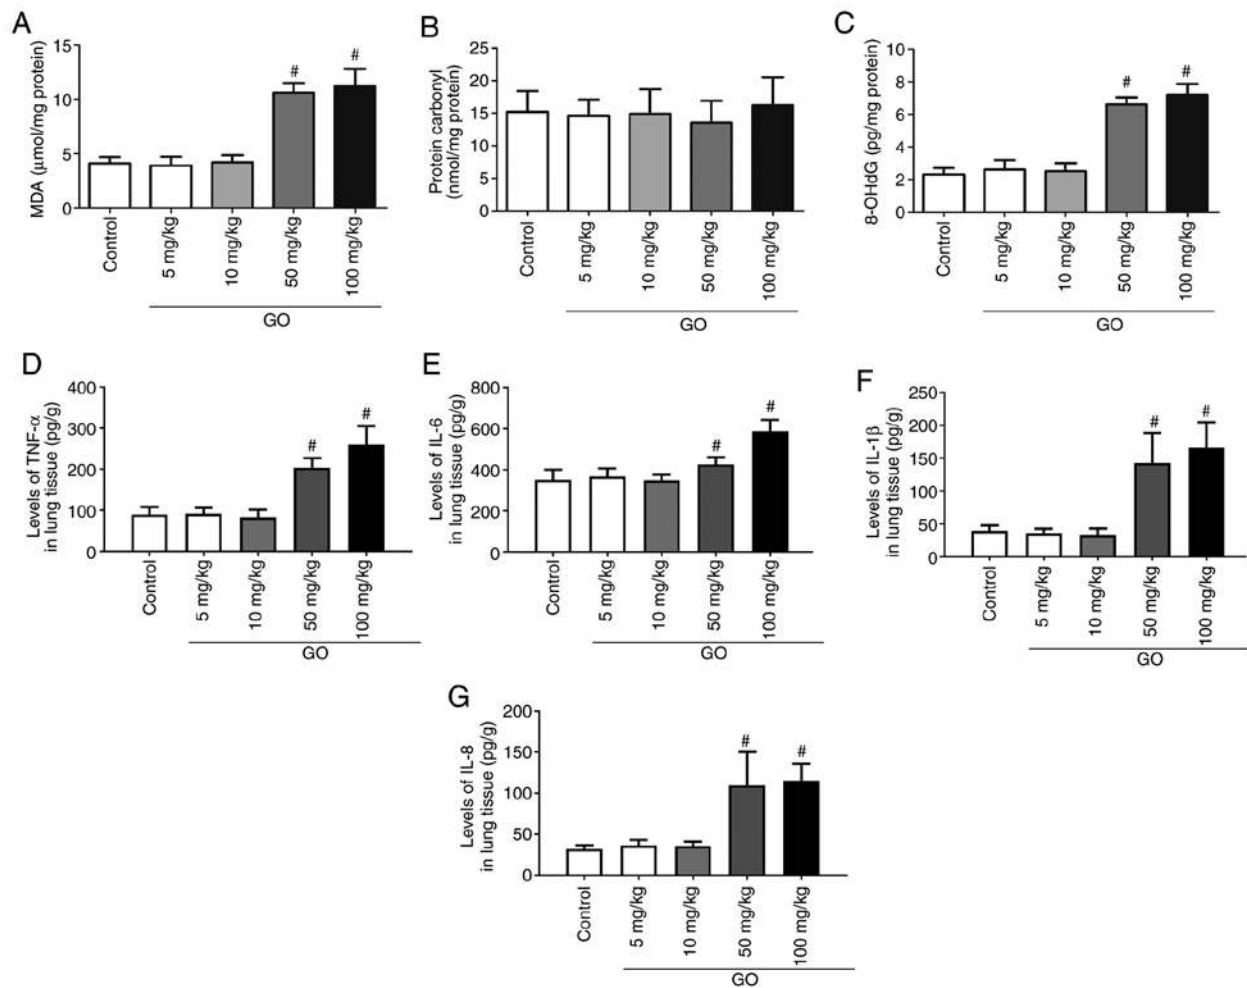 A
MDA (μmol/mg protein)
15
10
5
0
#
#
Control
5 mg/kg
10 mg/kg
50 mg/kg
100 mg/kg
GO
B
Protein carbonyl
(nmol/mg protein)
25
20
15
10
5
0
Control
5 mg/kg
10 mg/kg
50 mg/kg
100 mg/kg
GO
C
8-OHdG (pg/mg protein)
10
8
6
4
2
0
#
#
Control
5 mg/kg
10 mg/kg
50 mg/kg
100 mg/kg
GO
D
Levels of TNF-α
in lung tissue (pg/g)
400
300
200
100
0
#
#
Control
5 mg/kg
10 mg/kg
50 mg/kg
100 mg/kg
GO
E
Levels of IL-6
in lung tissue (pg/g)
800
600
400
200
0
#
#
Control
5 mg/kg
10 mg/kg
50 mg/kg
100 mg/kg
GO
F
Levels of IL-1β
in lung tissue (pg/g)
250
200
150
100
50
0
#
#
Control
5 mg/kg
10 mg/kg
50 mg/kg
100 mg/kg
GO
G
Levels of IL-8
in lung tissue (pg/g)
200
150
100
50
0
#
#
Control
5 mg/kg
10 mg/kg
50 mg/kg
100 mg/kg
GO